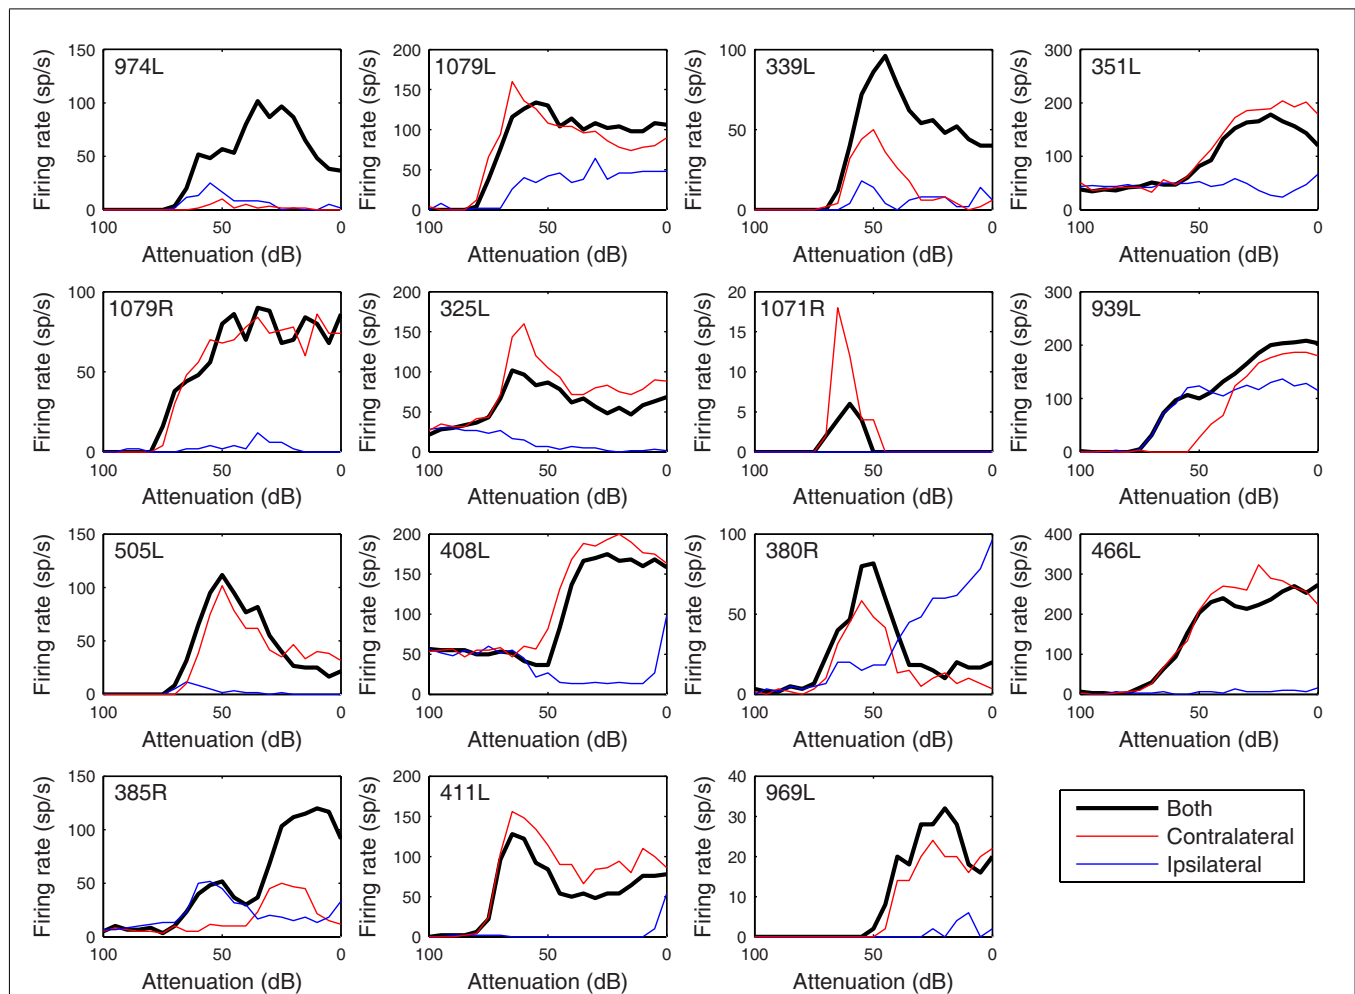 974L
Firing rate (sp/s)
150
100
50
0
100 50 0
Attenuation (dB)
1079L
Firing rate (sp/s)
200
150
100
50
0
100 50 0
Attenuation (dB)
339L
Firing rate (sp/s)
100
50
0
100 50 0
Attenuation (dB)
351L
Firing rate (sp/s)
300
200
100
0
100 50 0
Attenuation (dB)
1079R
Firing rate (sp/s)
100
50
0
100 50 0
Attenuation (dB)
325L
Firing rate (sp/s)
200
150
100
50
0
100 50 0
Attenuation (dB)
1071R
Firing rate (sp/s)
20
15
10
5
0
100 50 0
Attenuation (dB)
939L
Firing rate (sp/s)
300
200
100
0
100 50 0
Attenuation (dB)
505L
Firing rate (sp/s)
150
100
50
0
100 50 0
Attenuation (dB)
408L
Firing rate (sp/s)
200
150
100
50
0
100 50 0
Attenuation (dB)
380R
Firing rate (sp/s)
100
50
0
100 50 0
Attenuation (dB)
466L
Firing rate (sp/s)
400
300
200
100
0
100 50 0
Attenuation (dB)
385R
Firing rate (sp/s)
150
100
50
0
100 50 0
Attenuation (dB)
411L
Firing rate (sp/s)
200
150
100
50
0
100 50 0
Attenuation (dB)
969L
Firing rate (sp/s)
40
30
20
10
0
100 50 0
Attenuation (dB)
Both
Contralateral
Ipsilateral